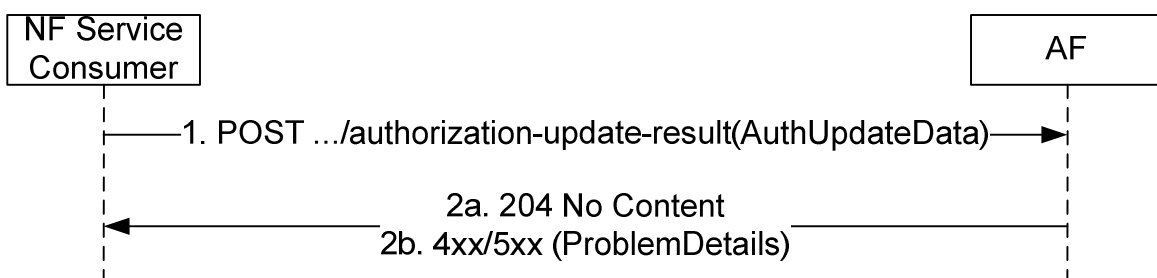 NF Service
Consumer
AF
1. POST .../authorization-update-result(AuthUpdateData)
2a. 204 No Content
2b. 4xx/5xx (ProblemDetails)